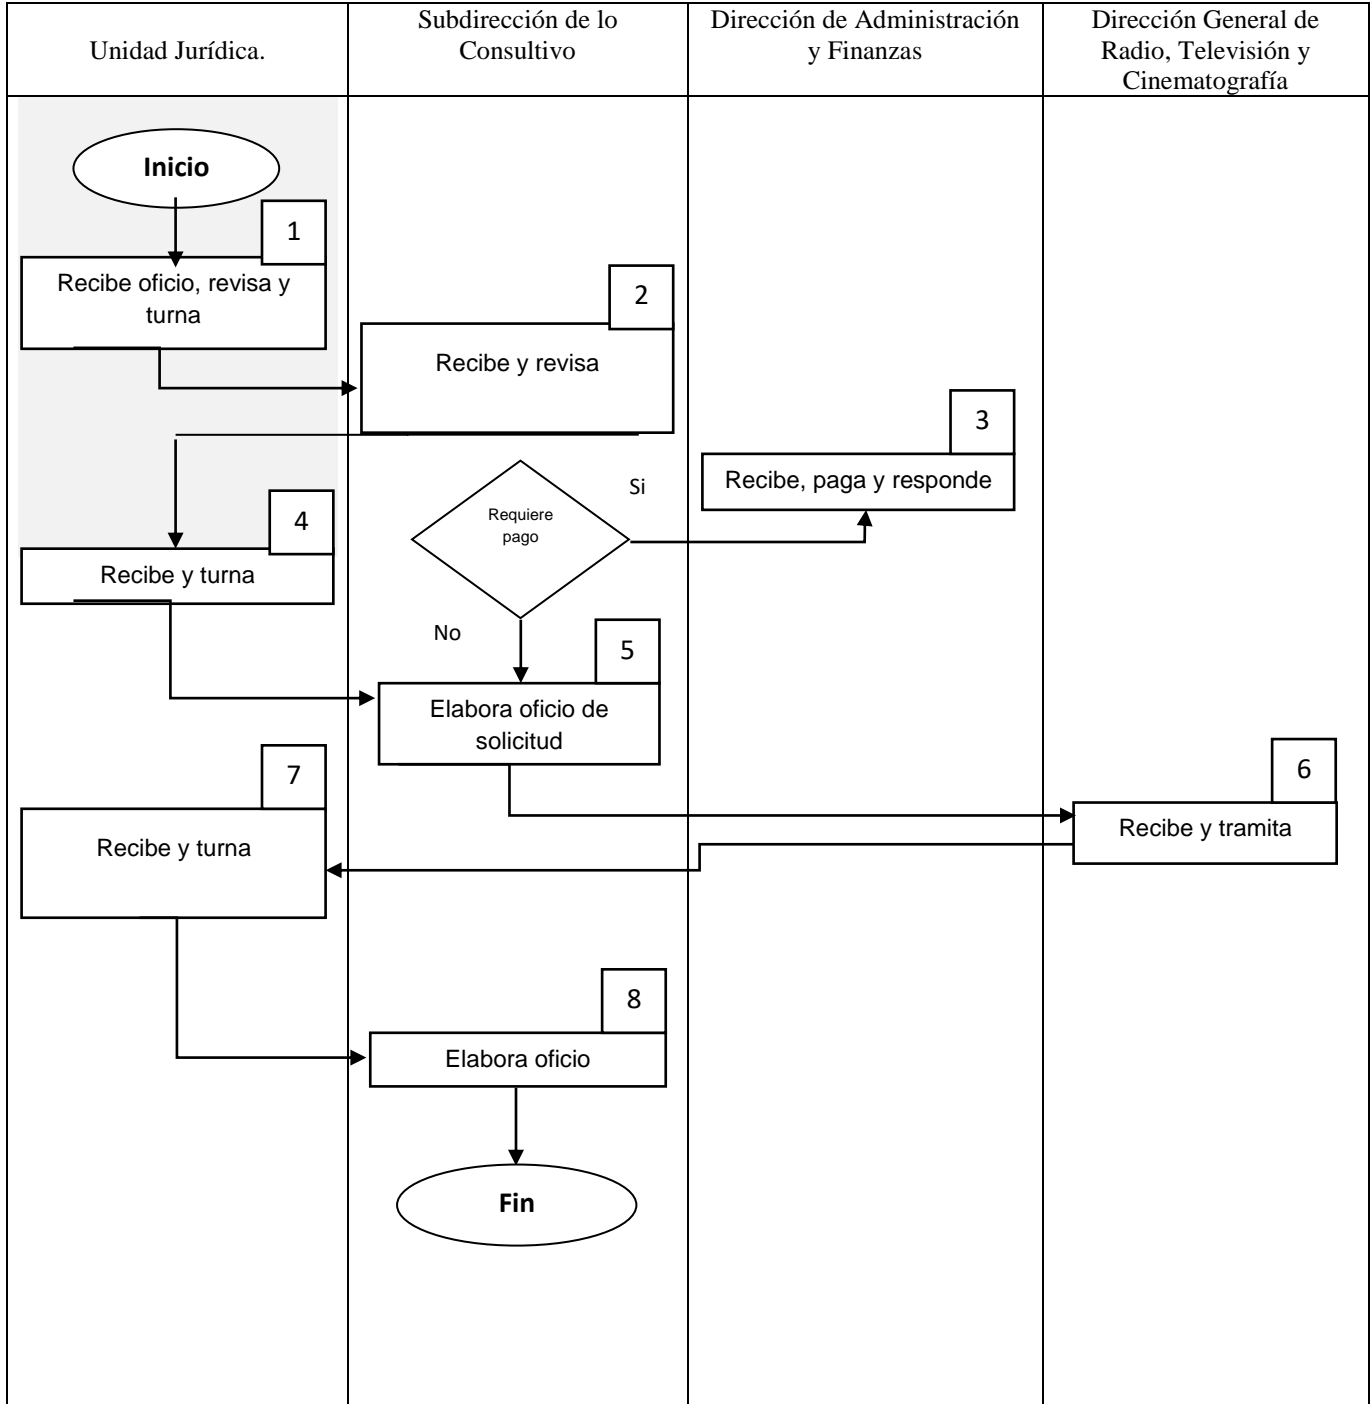 Unidad Jurídica.
Subdirección de lo
Consultivo
Dirección de Administración
y Finanzas
Dirección General de
Radio, Televisión y
Cinematografía
Inicio
1
Recibe oficio, revisa y
turna
2
Recibe y revisa
3
Recibe, paga y responde
Requiere
pago
Si
4
Recibe y turna
No
5
Elabora oficio de
solicitud
6
Recibe y tramita
7
Recibe y turna
8
Elabora oficio
Fin